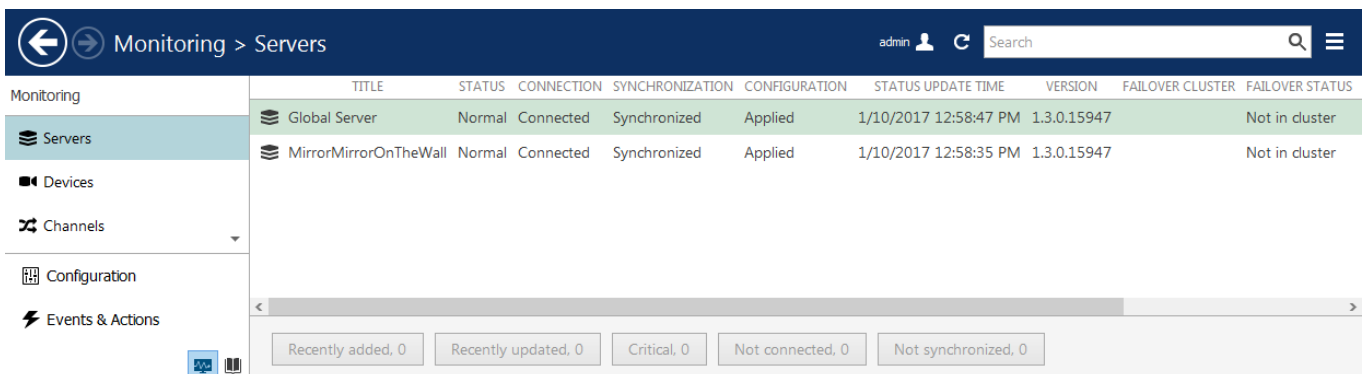 Monitoring > Servers admin Search
Monitoring
TITLE STATUS CONNECTION SYNCHRONIZATION CONFIGURATION STATUS UPDATE TIME VERSION FAILOVER CLUSTER FAILOVER STATUS
Global Server Normal Connected Synchronized Applied 1/10/2017 12:58:47 PM 1.3.0.15947 Not in cluster
Servers
MirrorMirrorOnTheWall Normal Connected Synchronized Applied 1/10/2017 12:58:35 PM 1.3.0.15947 Not in cluster
Devices
Channels
Configuration
Events & Actions
Recently added, 0 Recently updated, 0 Critical, 0 Not connected, 0 Not synchronized, 0